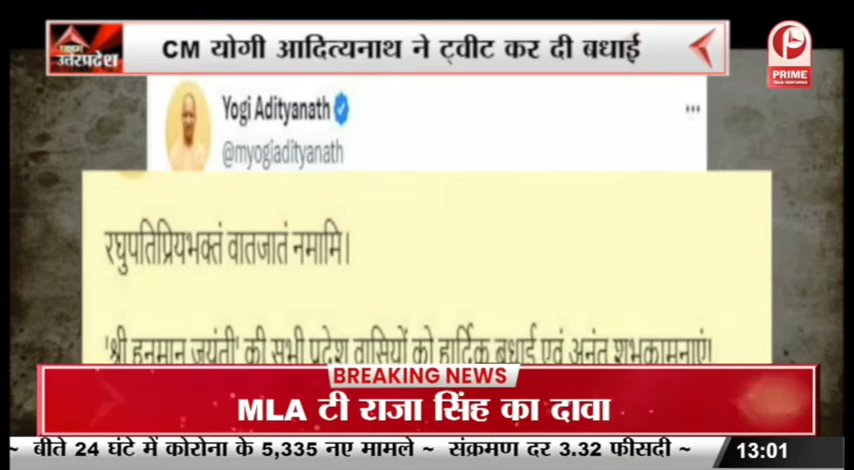 प्राइम
उत्तरप्रदेश
CM योगी आदित्यनाथ ने ट्वीट कर दी बधाई
PRIME
Yogi Adityanath
@myogiadityanath
रघुपतिप्रियभक्तं वातजातं नमामि।
'श्री हनुमान जयंती' की सभी प्रदेश वासियों को हार्दिक बधाई एवं अनंत शुभकामनाएं!
BREAKING NEWS
MLA टी राजा सिंह का दावा
~ बीते 24 घंटे में कोरोना के 5,335 नए मामले ~ संक्रमण दर 3.32 फीसदी ~
13:01